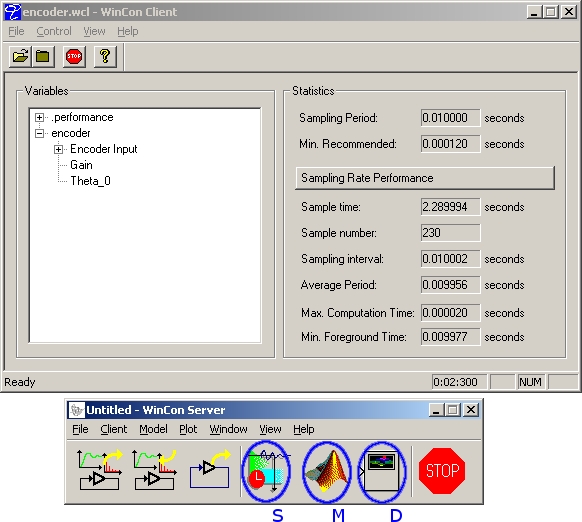 encoder.wcl - WinCon Client
File Control View Help
STOP ?
Variables
.performance
encoder
Encoder Input
Gain
Theta_0
Statistics
Sampling Period: 0.010000 seconds
Min. Recommended: 0.000120 seconds
Sampling Rate Performance
Sample time: 2.289994 seconds
Sample number: 230
Sampling interval: 0.010002 seconds
Average Period: 0.009956 seconds
Max. Computation Time: 0.000020 seconds
Min. Foreground Time: 0.009977 seconds
Ready 0:02:300 NUM
Untitled - WinCon Server
File Client Model Plot Window View Help
STOP
S M D